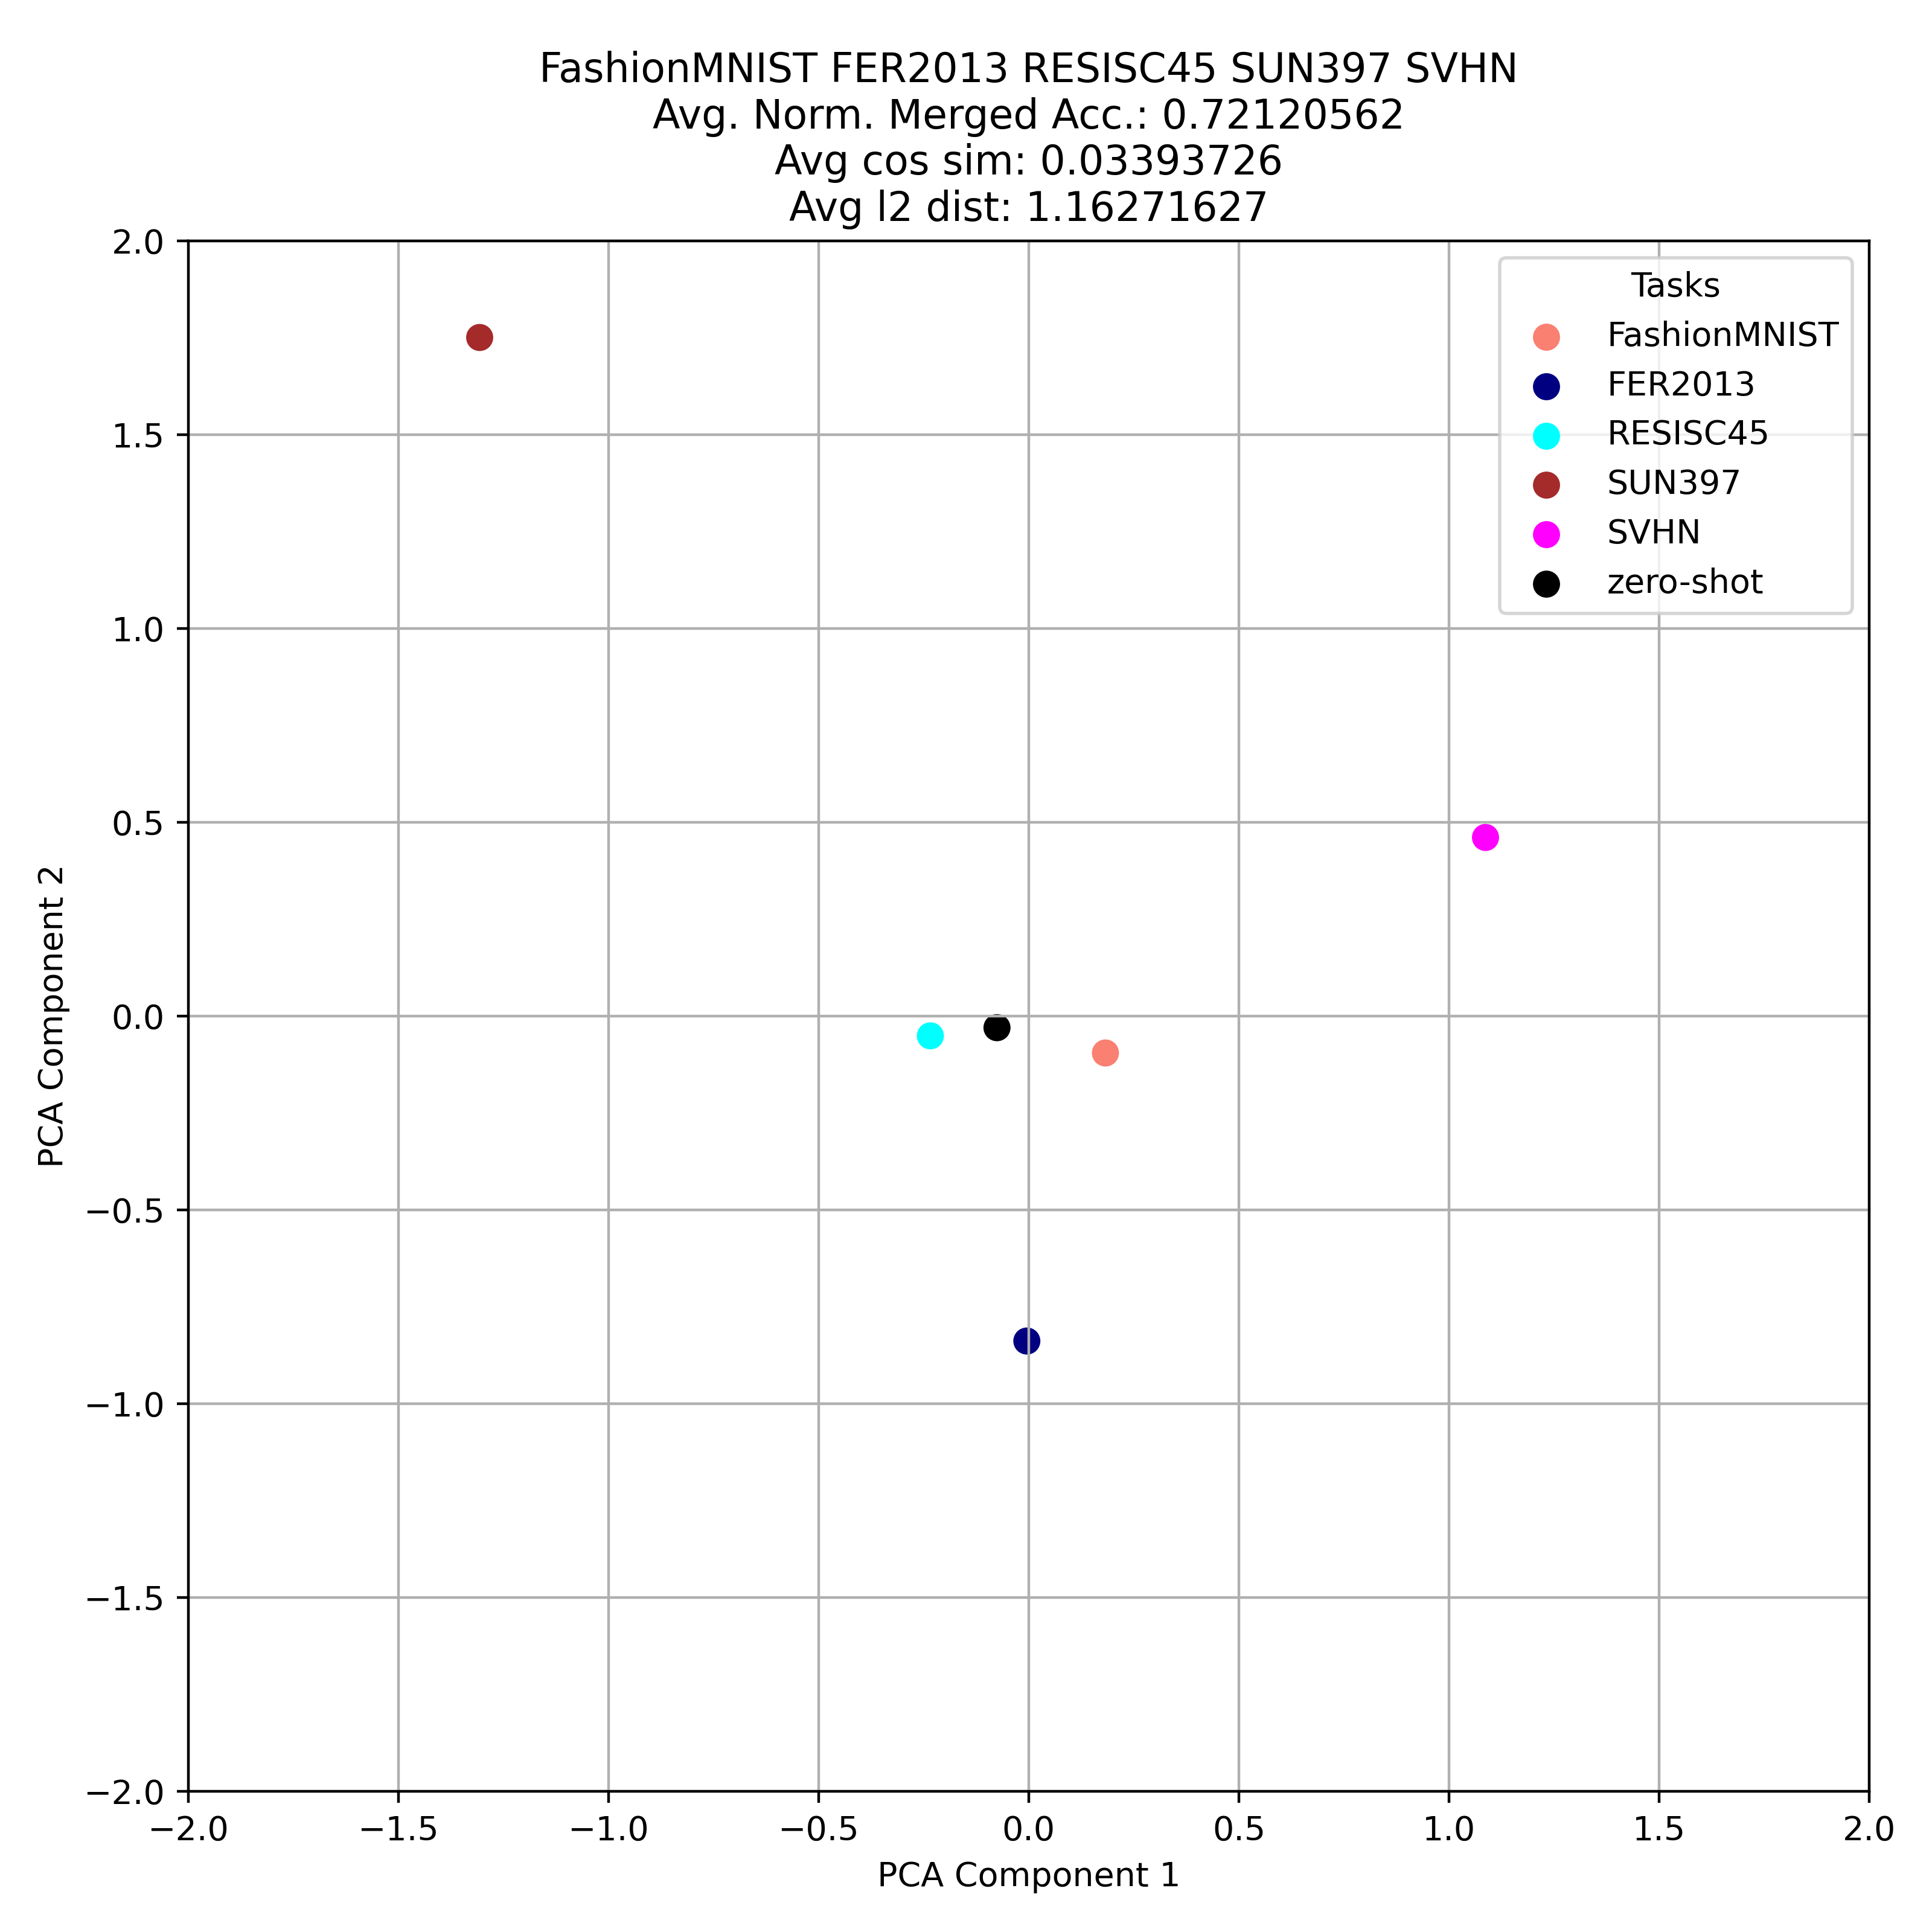 FashionMNIST FER2013 RESISC45 SUN397 SVHN
Avg. Norm. Merged Acc.: 0.72120562
Avg cos sim: 0.03393726
Avg l2 dist: 1.16271627
Tasks
FashionMNIST
FER2013
RESISC45
SUN397
SVHN
zero-shot
2.0
1.5
1.0
0.5
0.0
−0.5
−1.0
−1.5
−2.0
PCA Component 2
−2.0 −1.5 −1.0 −0.5 0.0 0.5 1.0 1.5 2.0
PCA Component 1